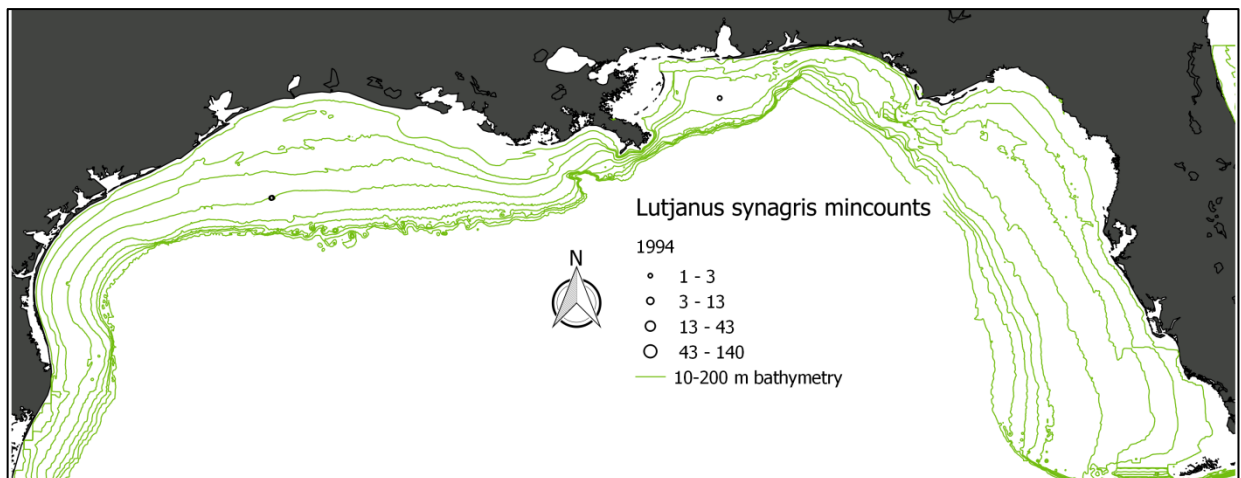 Lutjanus synagris mincounts
1994
1 - 3
3 - 13
13 - 43
43 - 140
10-200 m bathymetry
N